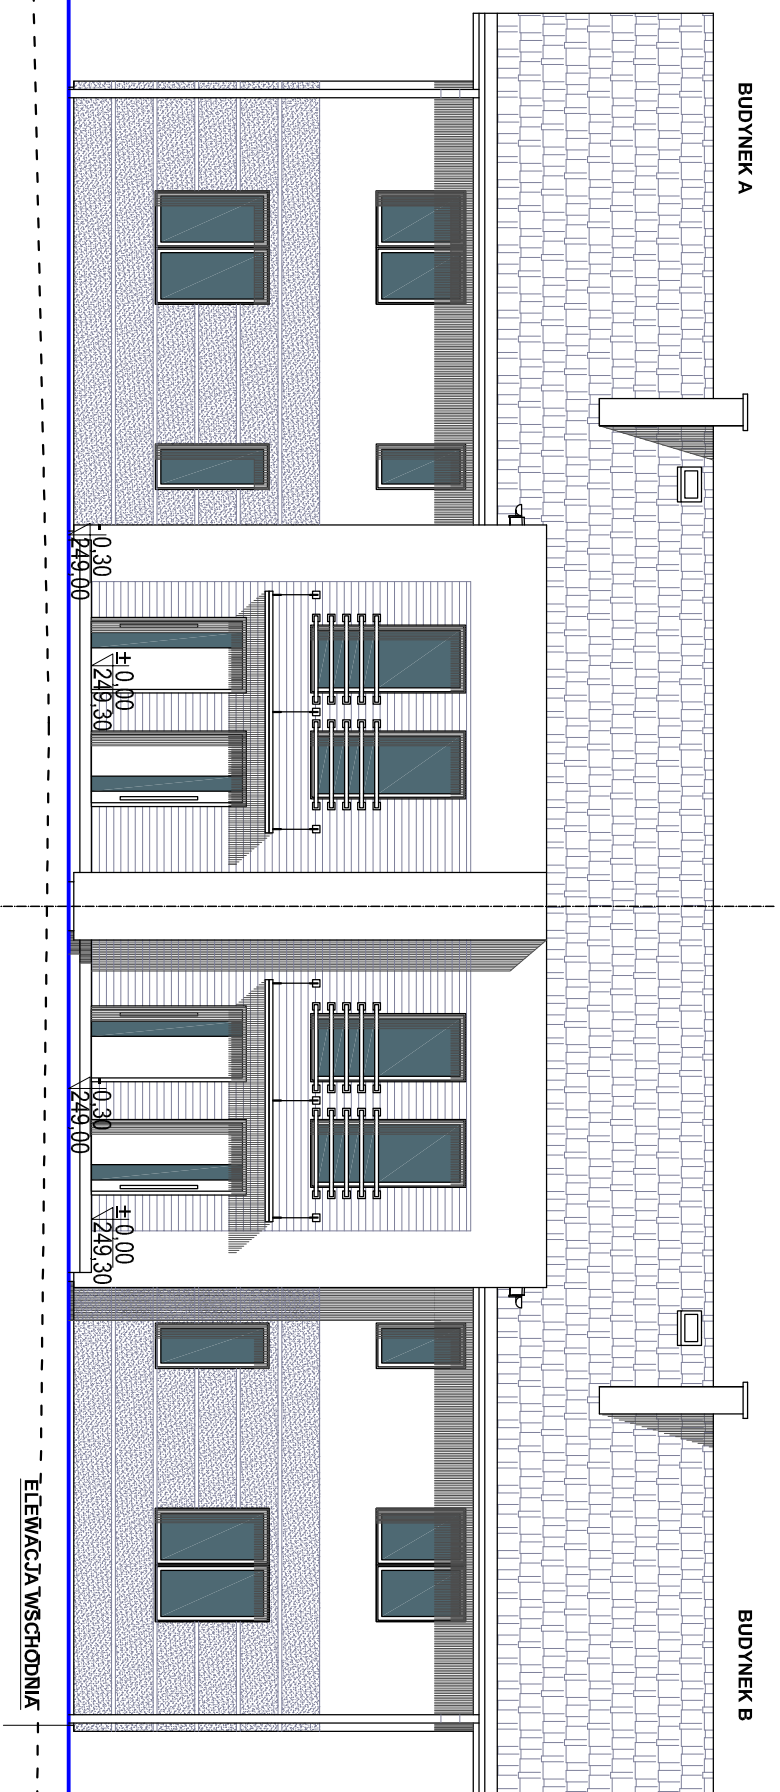 BUDYNEK A
BUDYNEK B
- 0,30
249,00
± 0,00
249,30
- 0,30
249,00
± 0,00
249,30
ELEWACJA WSCHODNIA